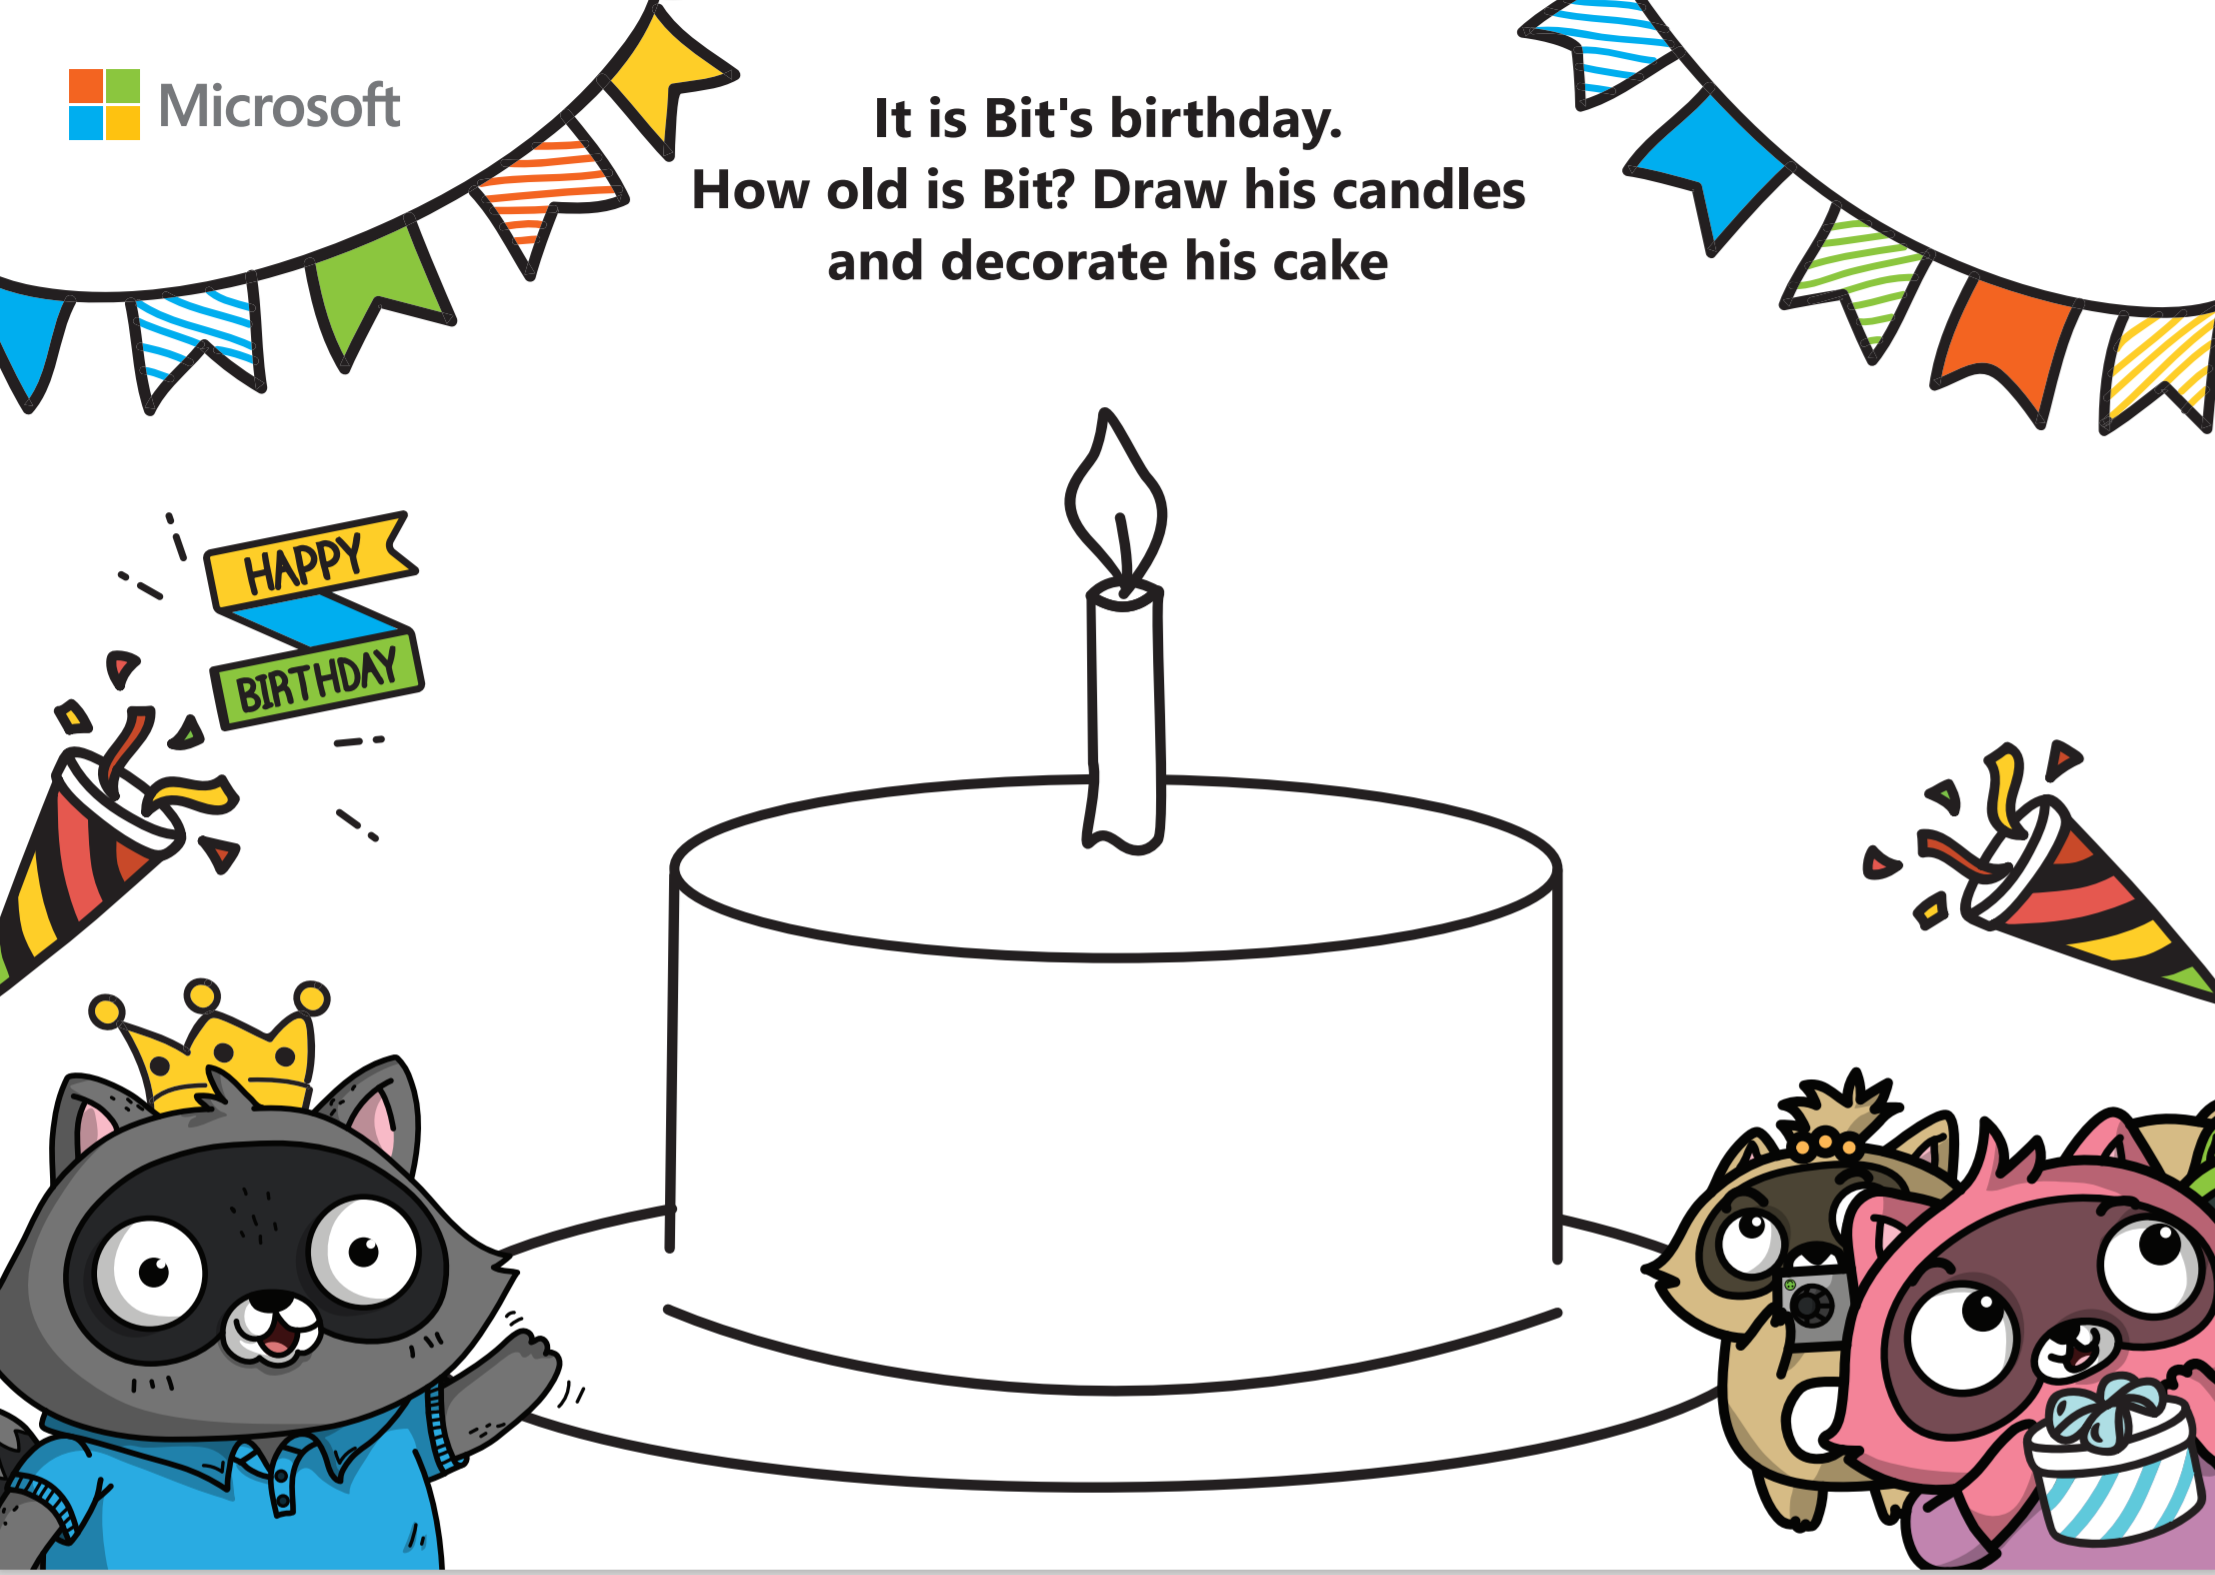 Microsoft
It is Bit's birthday.
How old is Bit? Draw his candles
and decorate his cake
HAPPY
BIRTHDAY